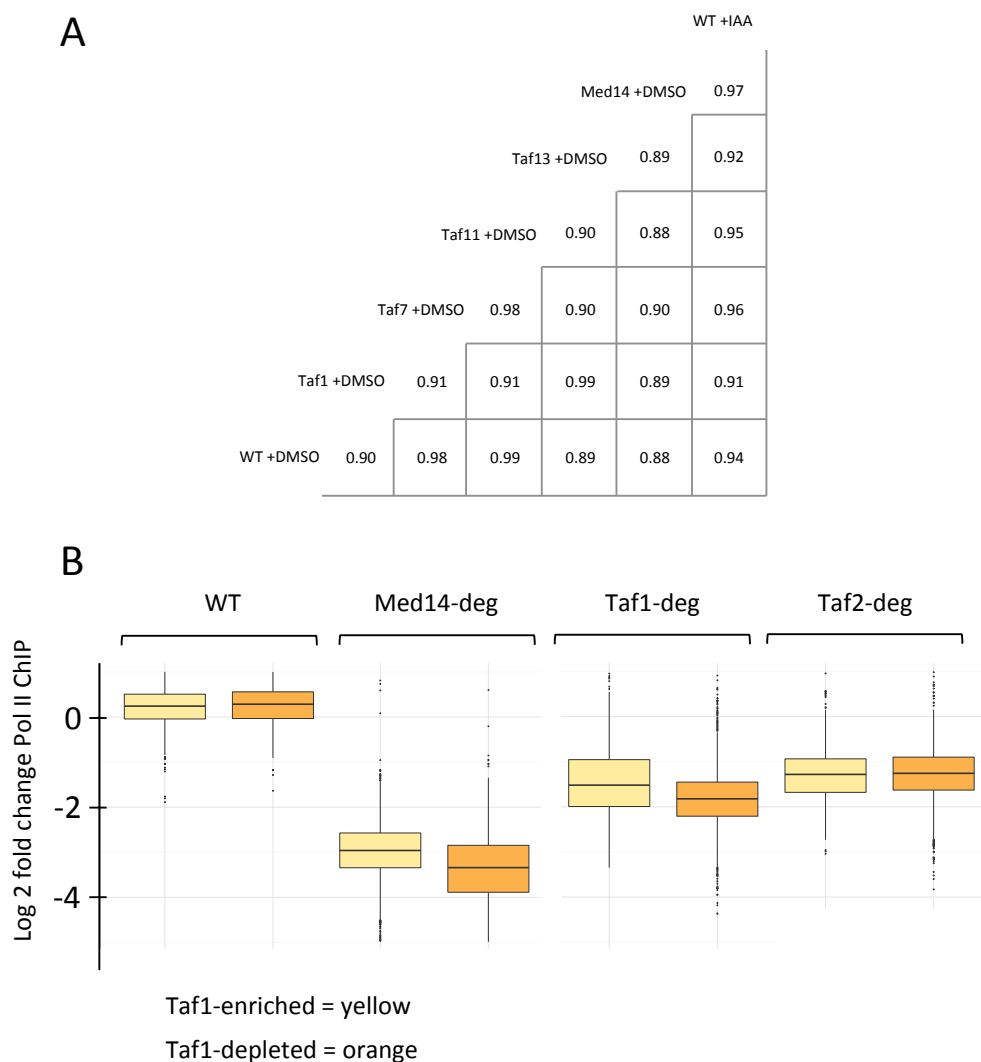 A
WT +IAA
Med14 +DMSO 0.97
Taf13 +DMSO 0.89 0.92
Taf11 +DMSO 0.90 0.88 0.95
Taf7 +DMSO 0.98 0.90 0.90 0.96
Taf1 +DMSO 0.91 0.91 0.99 0.89 0.91
WT +DMSO 0.90 0.98 0.99 0.89 0.88 0.94
B
WT Med14-deg Taf1-deg Taf2-deg
Log 2 fold change Pol II ChIP
0
-2
-4
Taf1-enriched = yellow
Taf1-depleted = orange